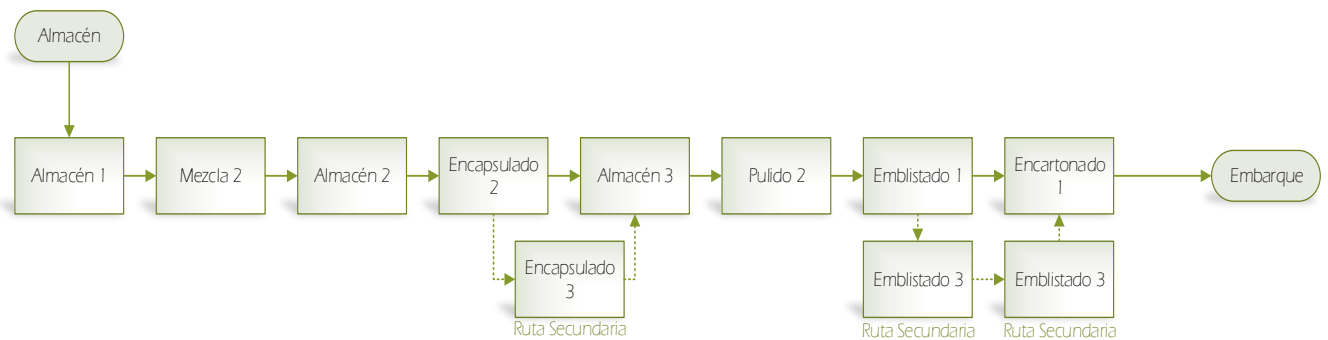 Almacén
Almacén 1
Mezcla 2
Almacén 2
Encapsulado
2
Almacén 3
Pulido 2
Emblistado 1
Encartonado
1
Embarque
Encapsulado
3
Ruta Secundaria
Emblistado 3
Ruta Secundaria
Emblistado 3
Ruta Secundaria